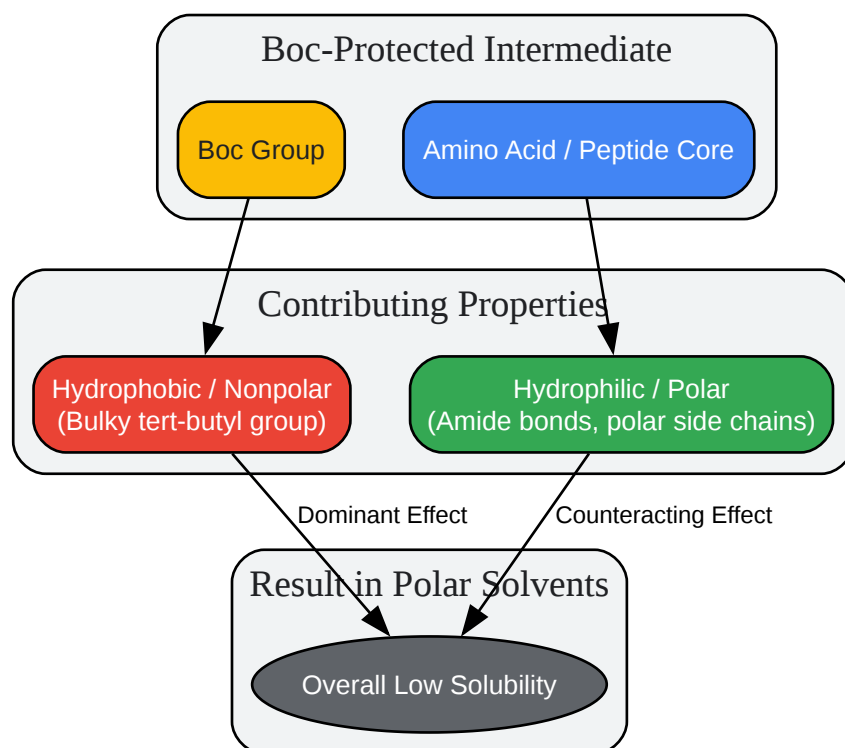 Boc-Protected Intermediate
Boc Group
Amino Acid / Peptide Core
Contributing Properties
Hydrophobic / Nonpolar
(Bulky tert-butyl group)
Hydrophilic / Polar
(Amide bonds, polar side chains)
Dominant Effect
Counteracting Effect
Result in Polar Solvents
Overall Low Solubility